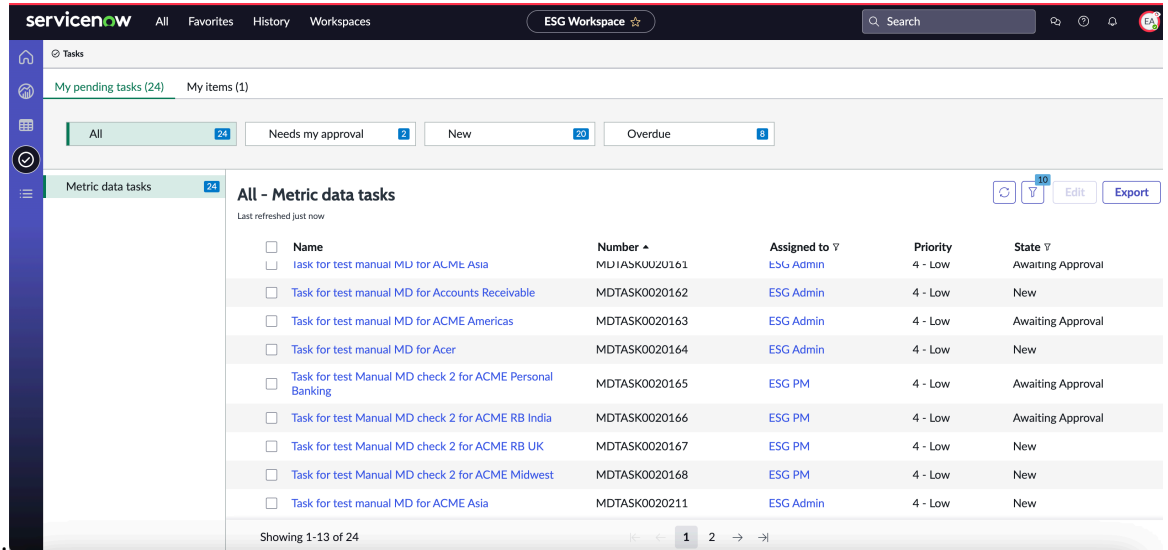 servicenow All Favorites History Workspaces ESG Workspace ☆ Search EA
Tasks
My pending tasks (24) My items (1)
All 24 Needs my approval 2 New 20 Overdue 8
Metric data tasks 24
All - Metric data tasks 10 Edit Export
Last refreshed just now
Name Number Assigned to Priority State
Task for test manual MD for ACME Asia MDTASK0020161 ESG Admin 4 - Low Awaiting Approval
Task for test manual MD for Accounts Receivable MDTASK0020162 ESG Admin 4 - Low New
Task for test manual MD for ACME Americas MDTASK0020163 ESG Admin 4 - Low Awaiting Approval
Task for test manual MD for Acer MDTASK0020164 ESG Admin 4 - Low New
Task for test Manual MD check 2 for ACME Personal
Banking MDTASK0020165 ESG PM 4 - Low Awaiting Approval
Task for test Manual MD check 2 for ACME RB India MDTASK0020166 ESG PM 4 - Low Awaiting Approval
Task for test Manual MD check 2 for ACME RB UK MDTASK0020167 ESG PM 4 - Low New
Task for test Manual MD check 2 for ACME Midwest MDTASK0020168 ESG PM 4 - Low New
Task for test manual MD for ACME Asia MDTASK0020211 ESG Admin 4 - Low New
Showing 1-13 of 24 1 2